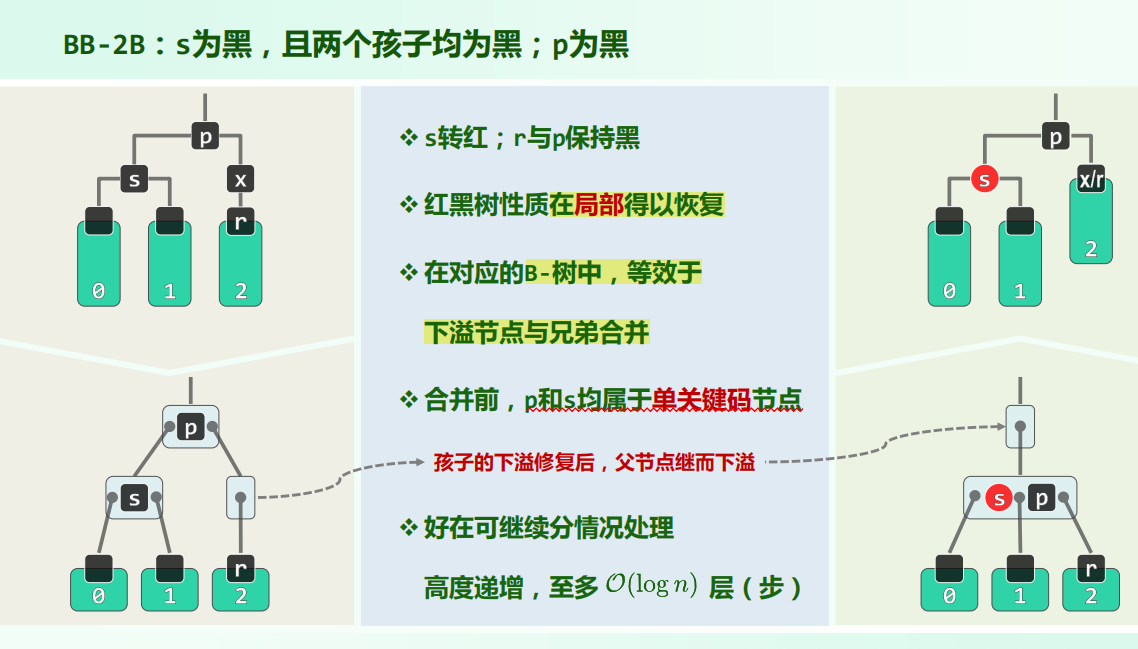 BB-2B：s为黑，且两个孩子均为黑；p为黑
p
s
x
r
0
1
2
p
s
r
0
1
2
❖ s转红；r与p保持黑
❖ 红黑树性质在局部得以恢复
❖ 在对应的B-树中，等效于
下溢节点与兄弟合并
❖ 合并前，p和s均属于单关键码节点
孩子的下溢修复后，父节点继而下溢
❖ 好在可继续分情况处理
高度递增，至多 O(log n) 层（步）
p
s
x/r
0
1
2
s p
r
0
1
2